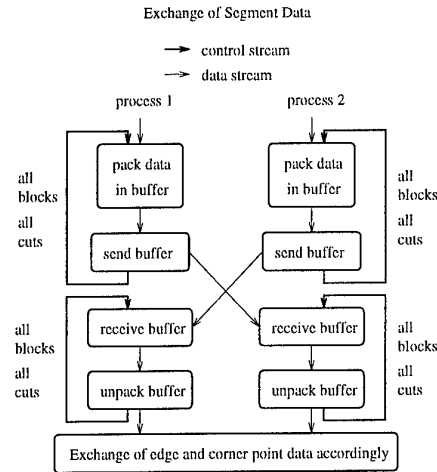 Exchange of Segment Data
control stream
data stream
process 1
process 2
pack data
in buffer
pack data
in buffer
all
blocks
all
cuts
all
blocks
all
cuts
send buffer
send buffer
receive buffer
receive buffer
all
blocks
all
cuts
all
blocks
all
cuts
unpack buffer
unpack buffer
Exchange of edge and corner point data accordingly